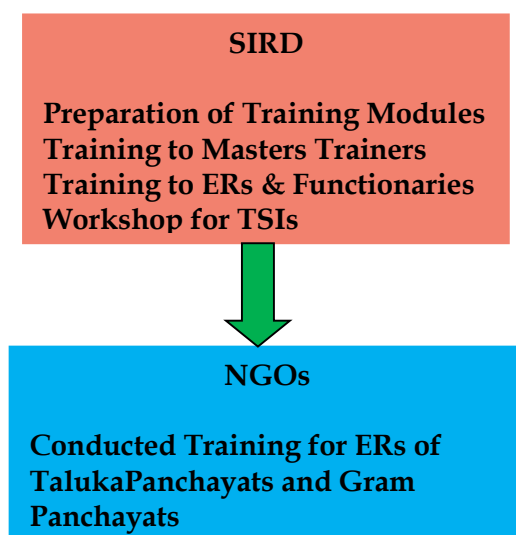 SIRD
Preparation of Training Modules
Training to Masters Trainers
Training to ERs & Functionaries
Workshop for TSIs
NGOs
Conducted Training for ERs of
TalukaPanchayats and Gram
Panchayats